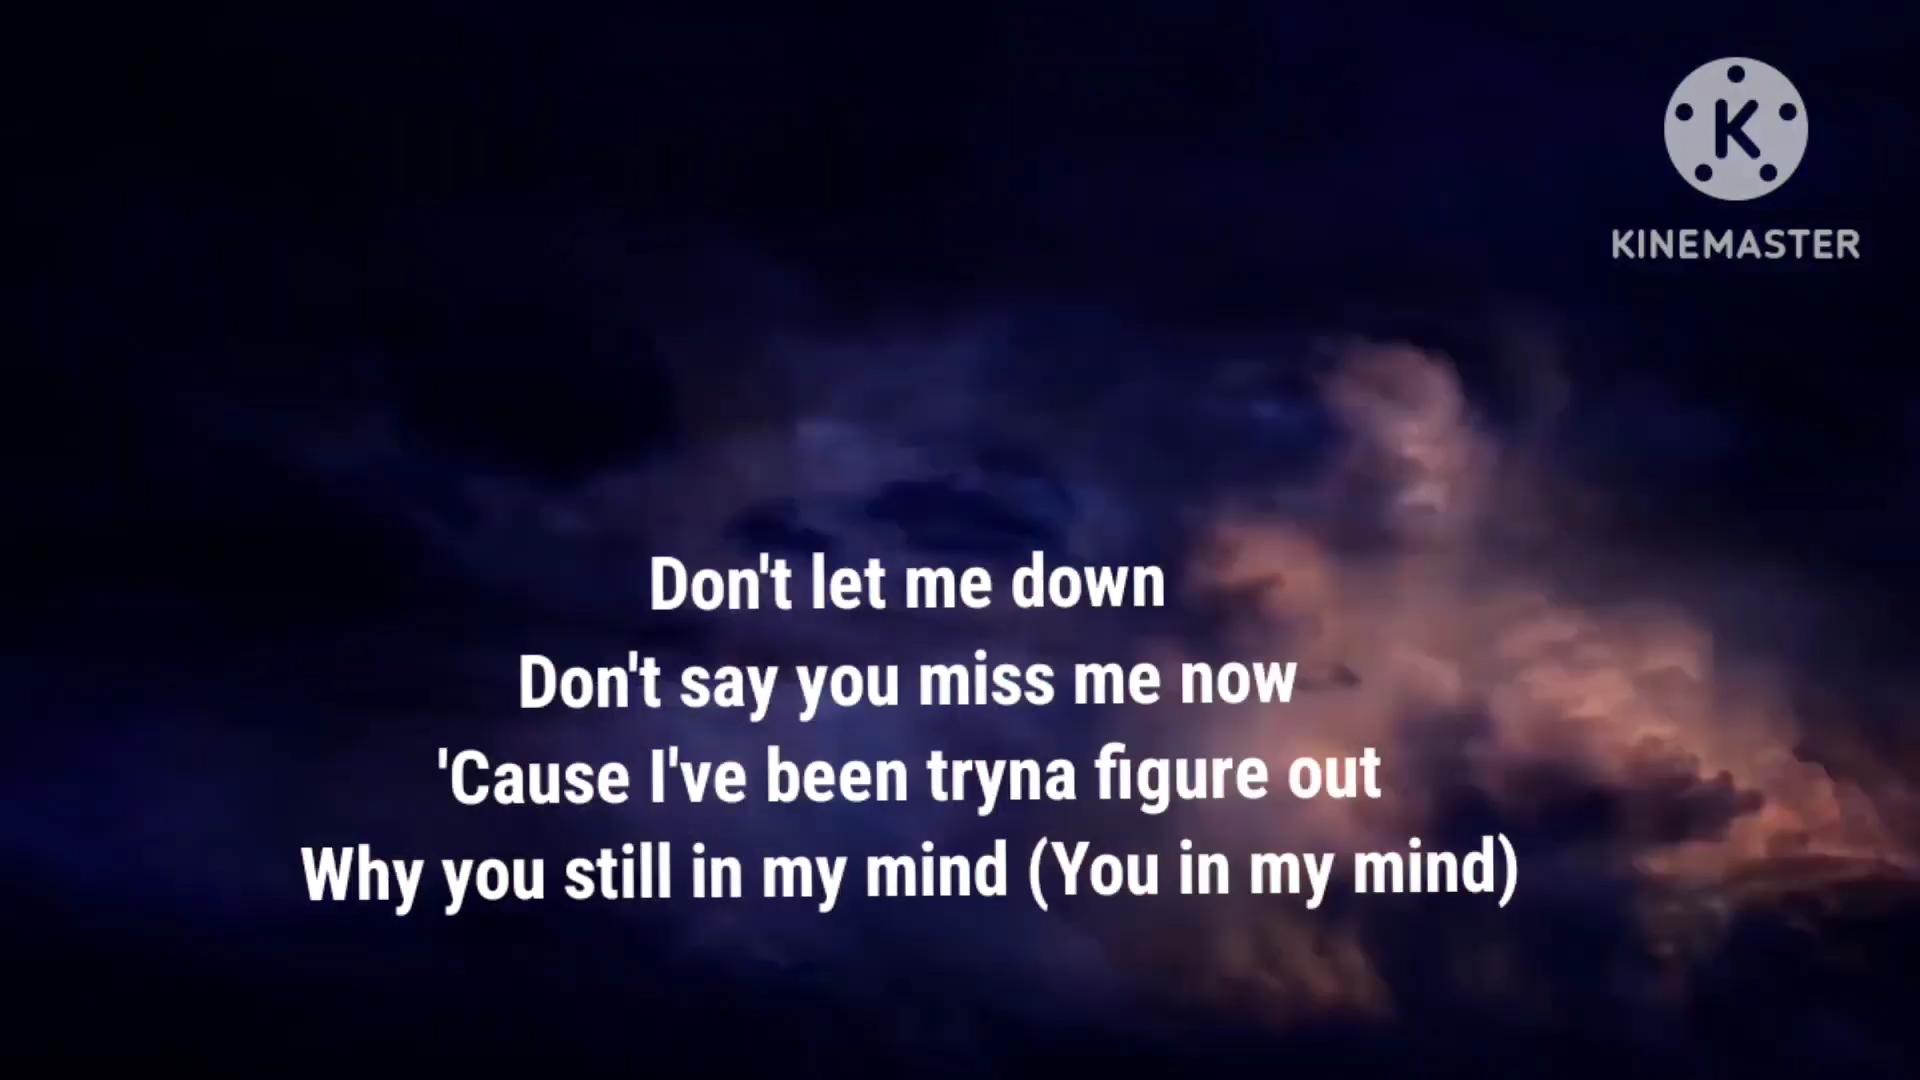 K
KINEMASTER
Don't let me down
Don't say you miss me now
'Cause I've been tryna figure out
Why you still in my mind (You in my mind)